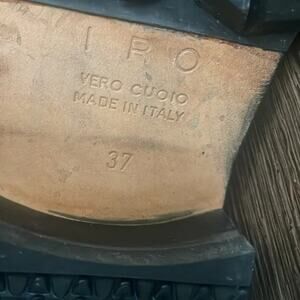 IRO
VERO CUOIO
MADE IN ITALY
37